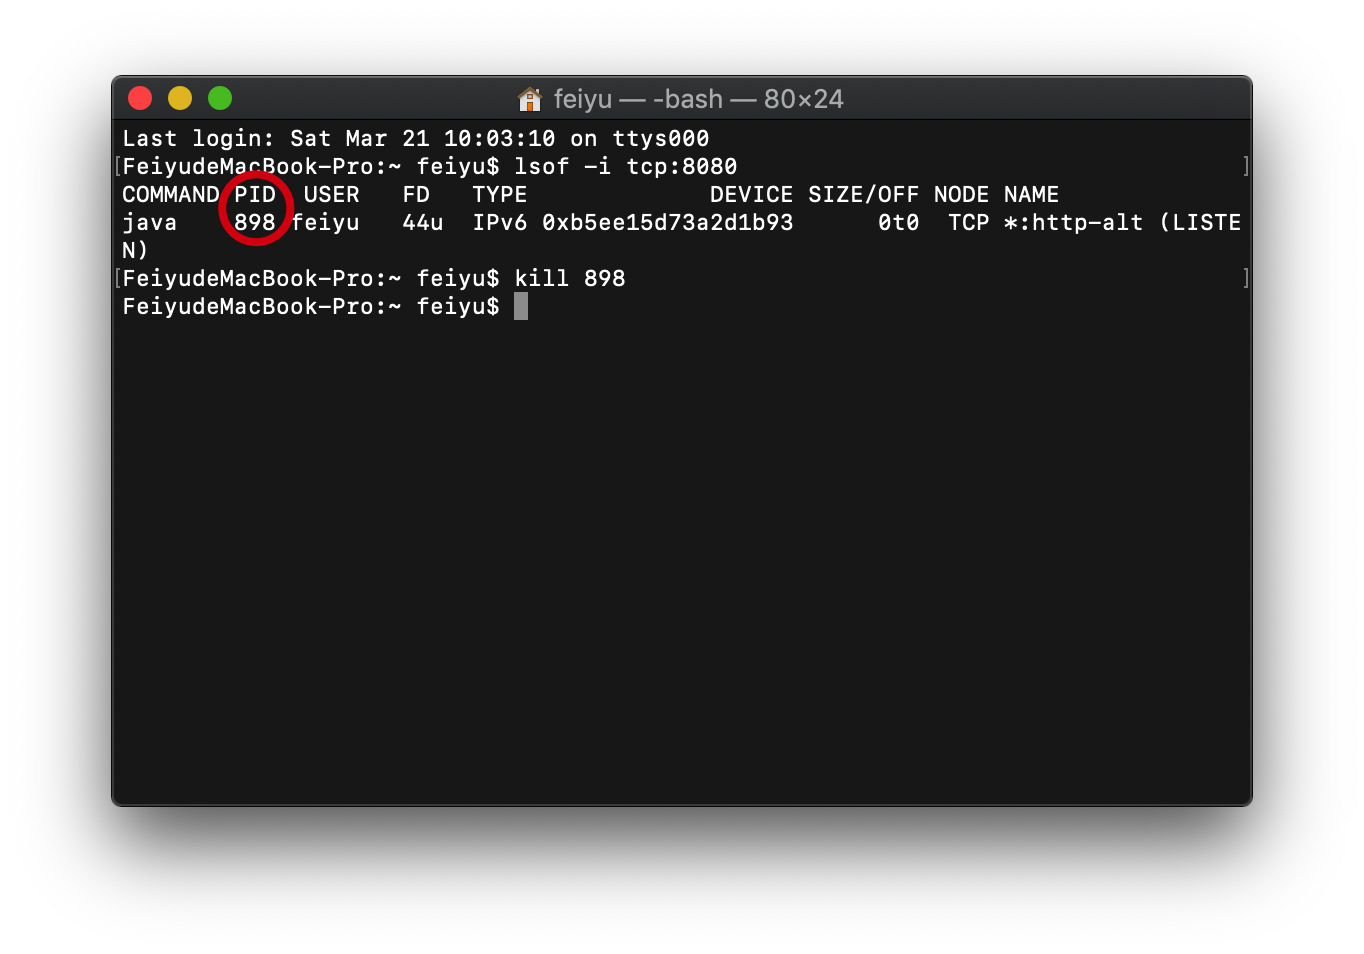 feiyu — -bash — 80×24
Last login: Sat Mar 21 10:03:10 on ttys000
[FeiyudeMacBook-Pro:~ feiyu$ lsof -i tcp:8080 ]
COMMAND PID USER FD TYPE DEVICE SIZE/OFF NODE NAME
java 898 feiyu 44u IPv6 0xb5ee15d73a2d1b93 0t0 TCP *:http-alt (LISTE
N)
[FeiyudeMacBook-Pro:~ feiyu$ kill 898 ]
FeiyudeMacBook-Pro:~ feiyu$